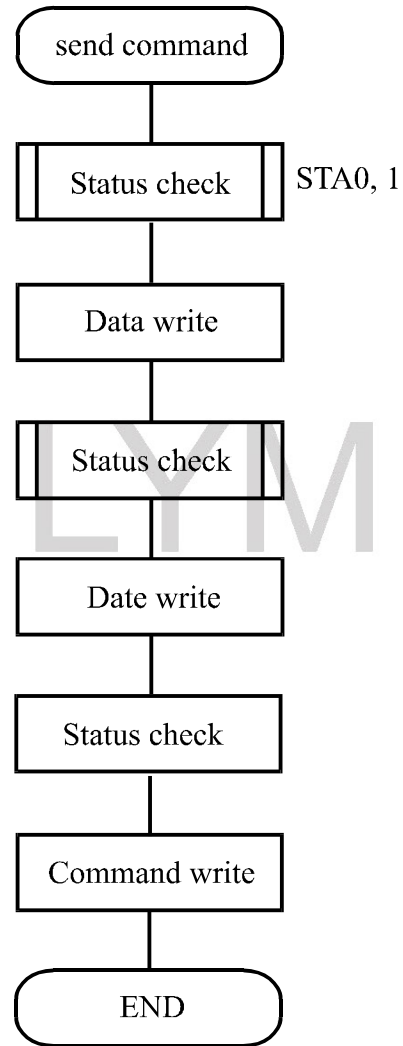 send command
Status check
STA0, 1
Data write
Status check
LYM
Date write
Status check
Command write
END